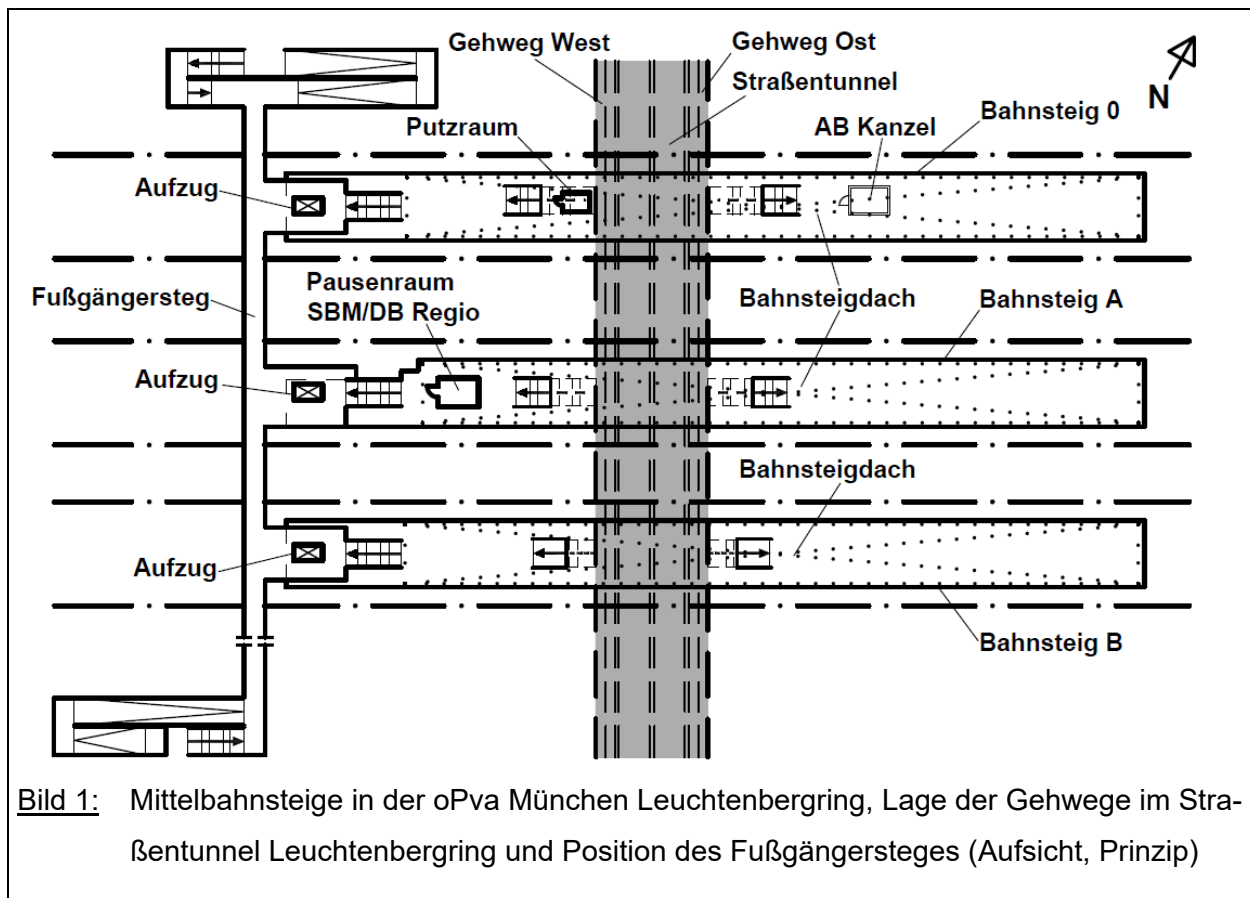 Gehweg West
Gehweg Ost
Straßentunnel
N
Putzraum
AB Kanzel
Bahnsteig 0
Aufzug
Fußgängersteg
Pausenraum
SBM/DB Regio
Bahnsteigdach
Bahnsteig A
Aufzug
Bahnsteigdach
Aufzug
Bahnsteig B
Bild 1: Mittelbahnsteige in der oPva München Leuchtenbergring, Lage der Gehwege im Stra-
ßentunnel Leuchtenbergring und Position des Fußgängersteges (Aufsicht, Prinzip)